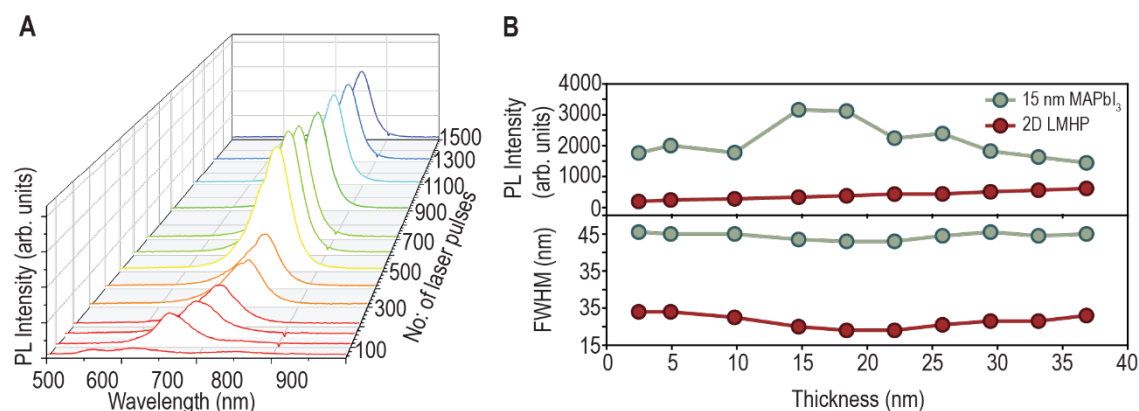 A
PL Intensity (arb. units)
500
600
700
800
900
Wavelength (nm)
100
300
500
700
900
1100
1300
1500
No: of laser pulses
B
PL Intensity
(arb. units)
4000
3000
2000
1000
0
15 nm MAPbI₃
2D LMHP
FWHM (nm)
45
35
35
15
0
5
10
15
20
25
30
35
40
Thickness (nm)